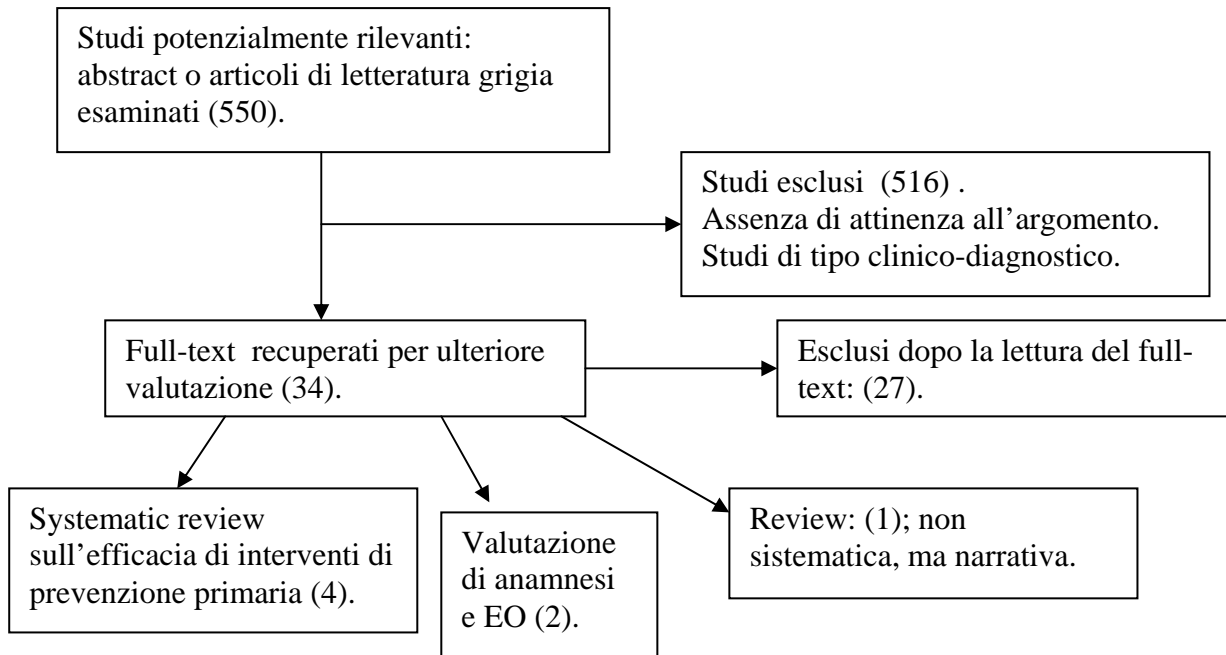 Studi potenzialmente rilevanti:
abstract o articoli di letteratura grigia
esaminati (550).
Studi esclusi  (516) .
Assenza di attinenza all’argomento.
Studi di tipo clinico-diagnostico.
Full-text  recuperati per ulteriore
valutazione (34).
Esclusi dopo la lettura del full-
text: (27).
Systematic review
sull’efficacia di interventi di
prevenzione primaria (4).
Valutazione
di anamnesi
e EO (2).
Review: (1); non
sistematica, ma narrativa.